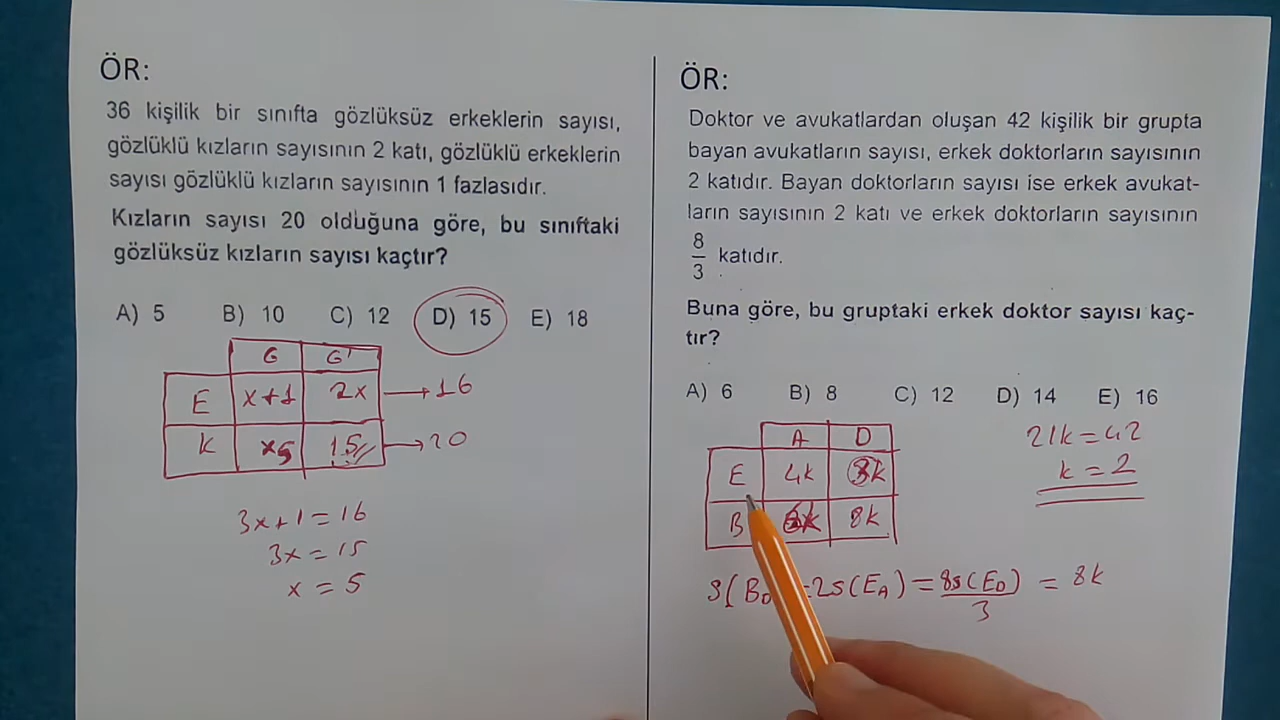 ÖR:
36 kişilik bir sınıfta gözlüksüz erkeklerin sayısı,
gözlüklü kızların sayısının 2 katı, gözlüklü erkeklerin
sayısı gözlüklü kızların sayısının 1 fazlasıdır.
Kızların sayısı 20 olduğuna göre, bu sınıftaki
gözlüksüz kızların sayısı kaçtır?
A) 5 B) 10 C) 12 D) 15 E) 18
G G'
E x+1 2x →16
K x5 15 →20
3x+1=16
3x=15
x=5
ÖR:
Doktor ve avukatlardan oluşan 42 kişilik bir grupta
bayan avukatların sayısı, erkek doktorların sayısının
2 katıdır. Bayan doktorların sayısı ise erkek avukat-
ların sayısının 2 katı ve erkek doktorların sayısının
8/3 katıdır.
Buna göre, bu gruptaki erkek doktor sayısı kaç-
tır?
A) 6 B) 8 C) 12 D) 14 E) 16
21k=42
k=2
A D
E 4k 3k
B 6k 8k
=2s(E_A)=8s(E_D)/3=8k